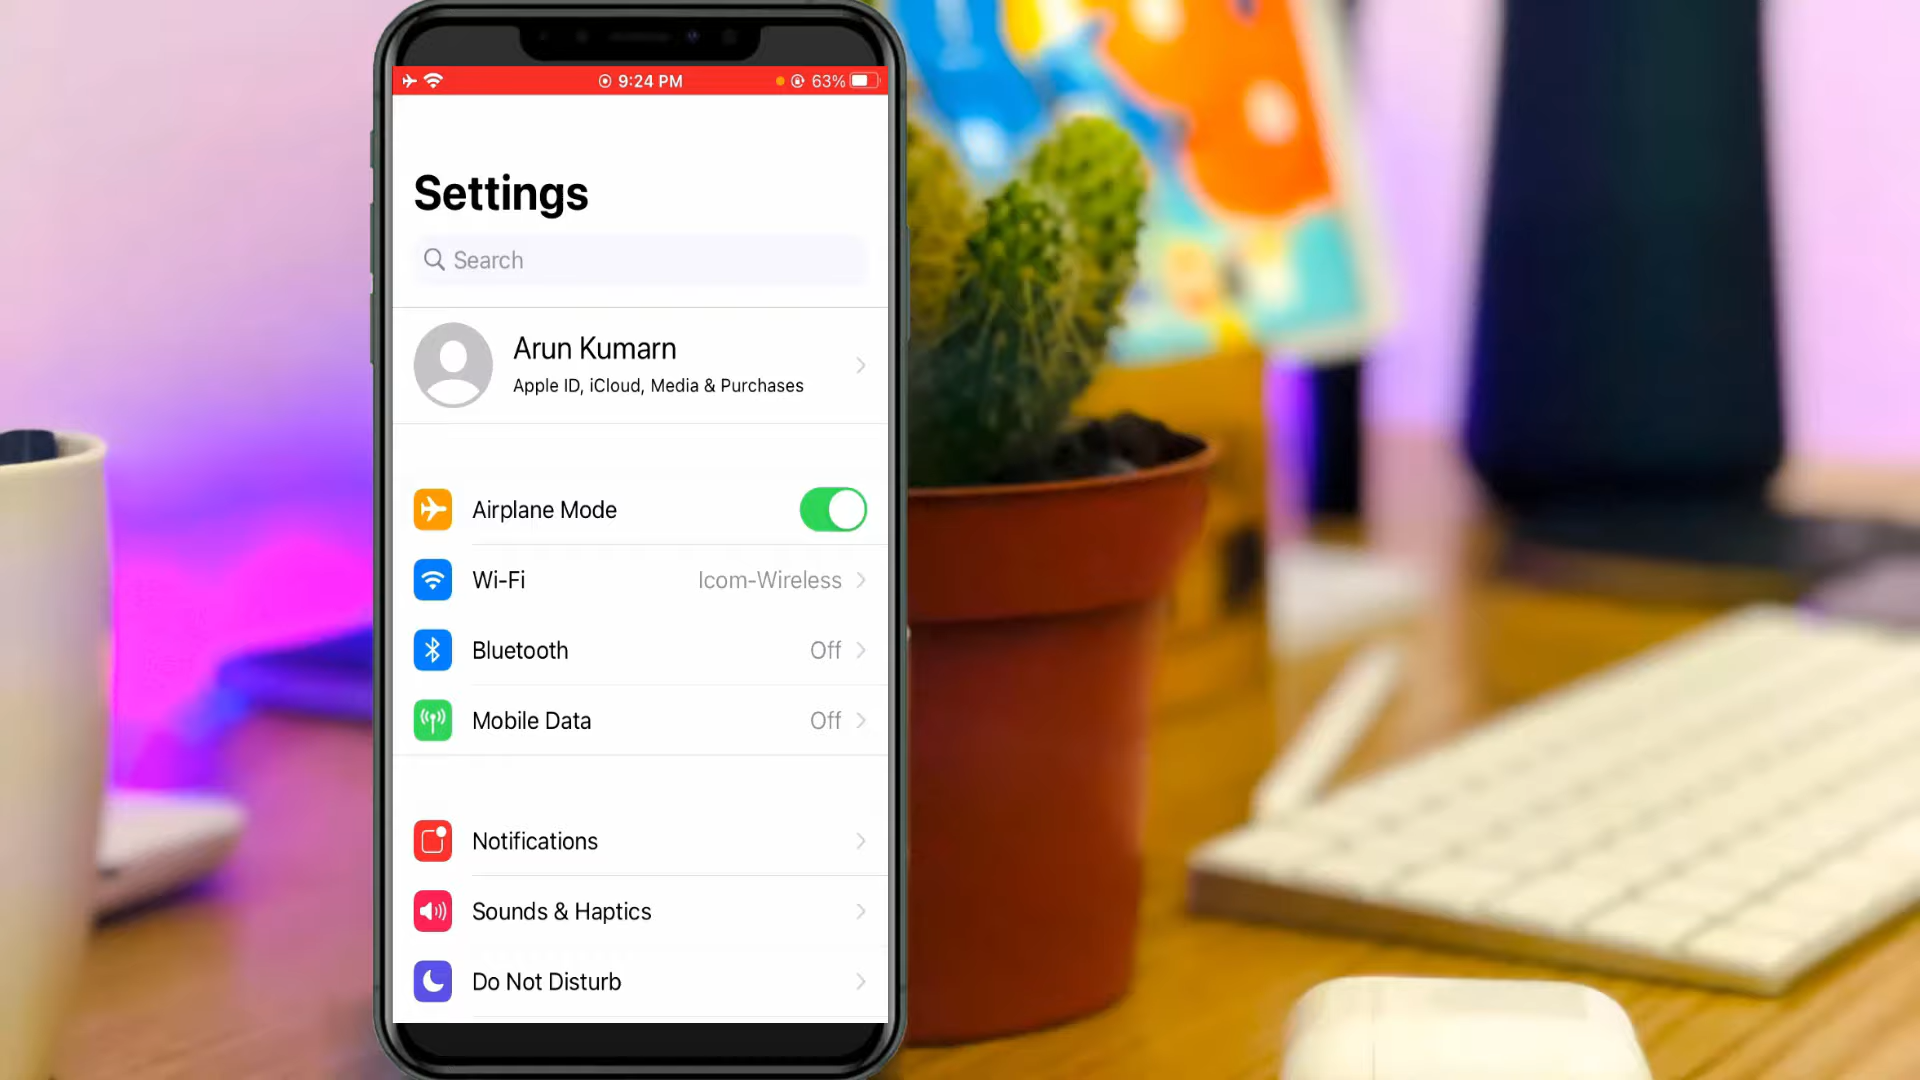 9:24 PM 63%
Settings
Search
Arun Kumarn
Apple ID, iCloud, Media & Purchases
Airplane Mode
Wi-Fi Icom-Wireless
Bluetooth Off
Mobile Data Off
Notifications
Sounds & Haptics
Do Not Disturb